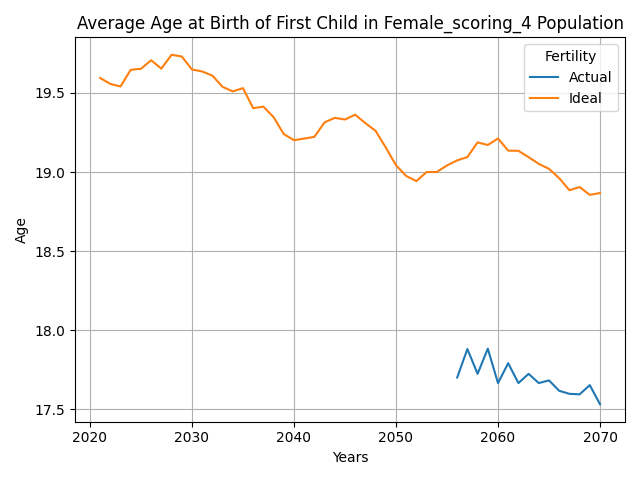 Average Age at Birth of First Child in Female_scoring_4 Population
Fertility
Actual
Ideal
Age
19.5
19.0
18.5
18.0
17.5
2020 2030 2040 2050 2060 2070
Years